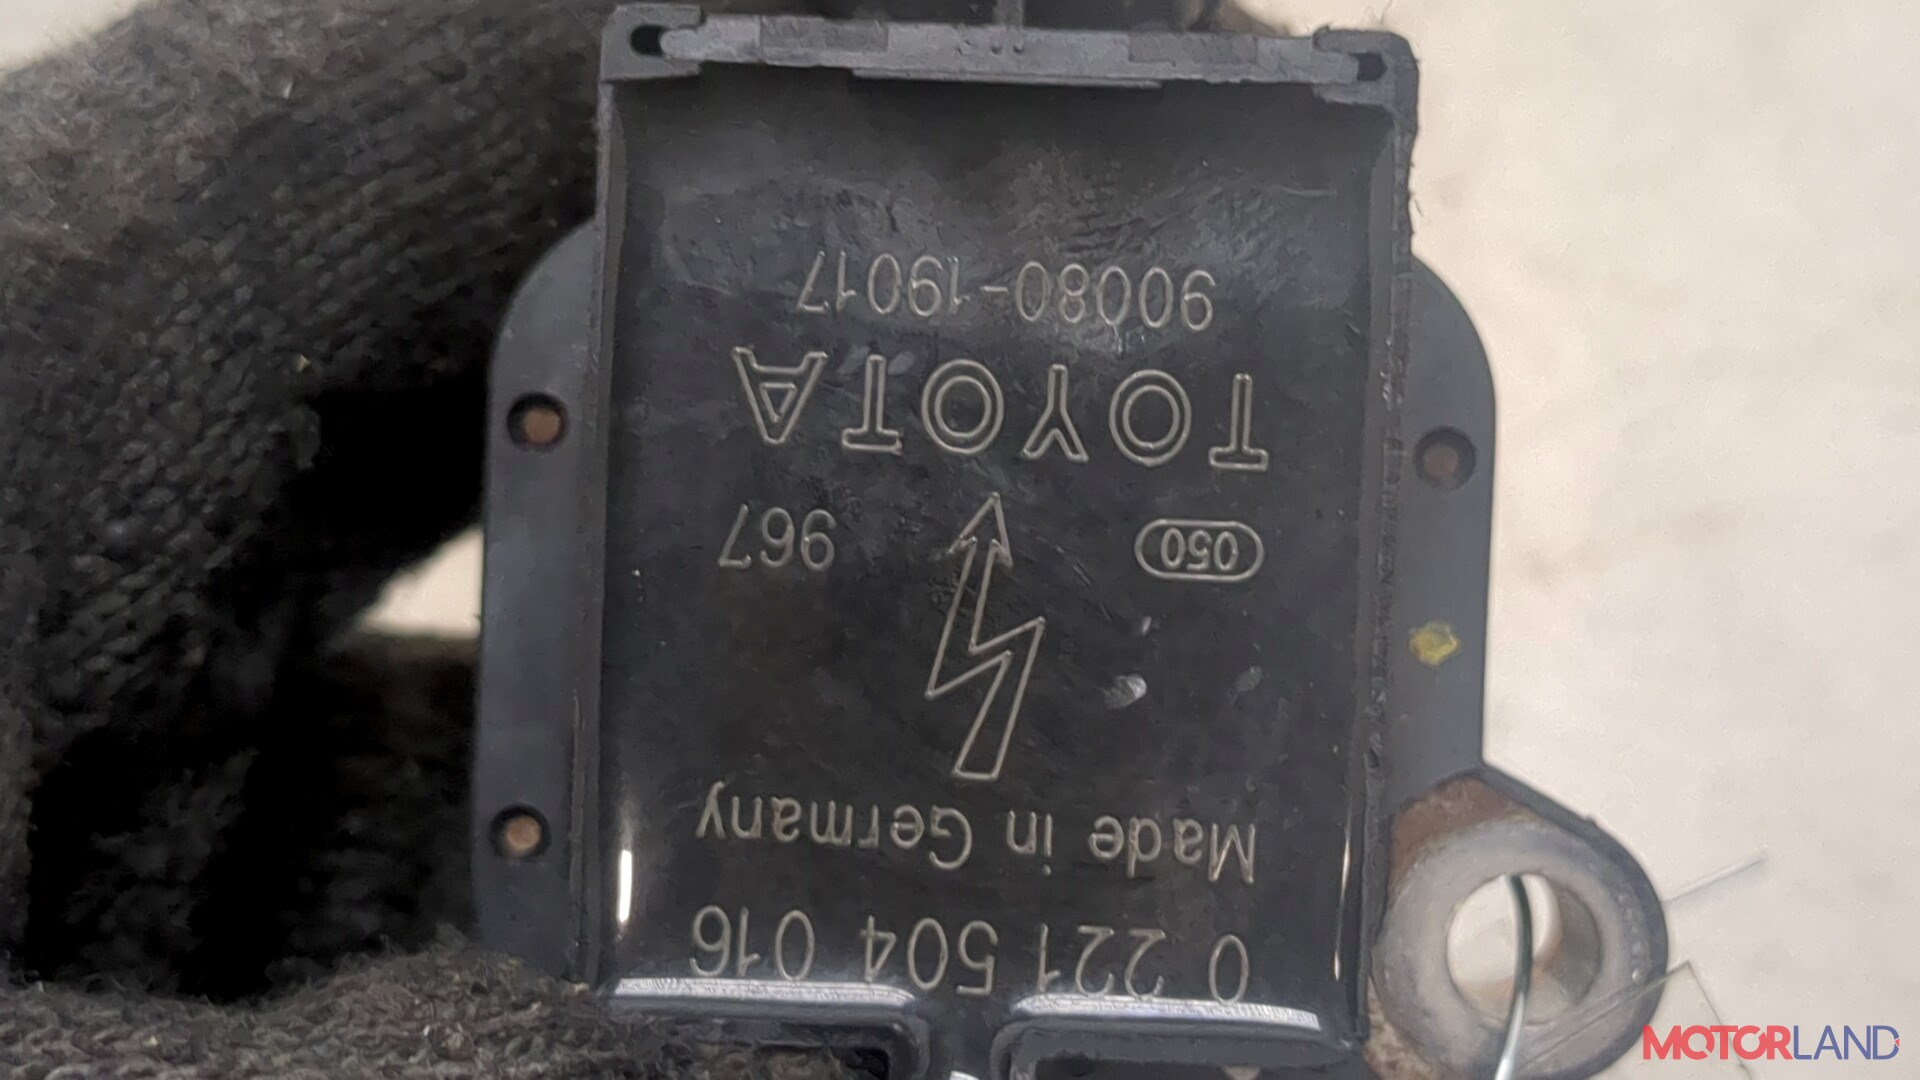 0 221 504 016
Made in Germany
050 967
TOYOTA
90080-19017
MOTORLAND